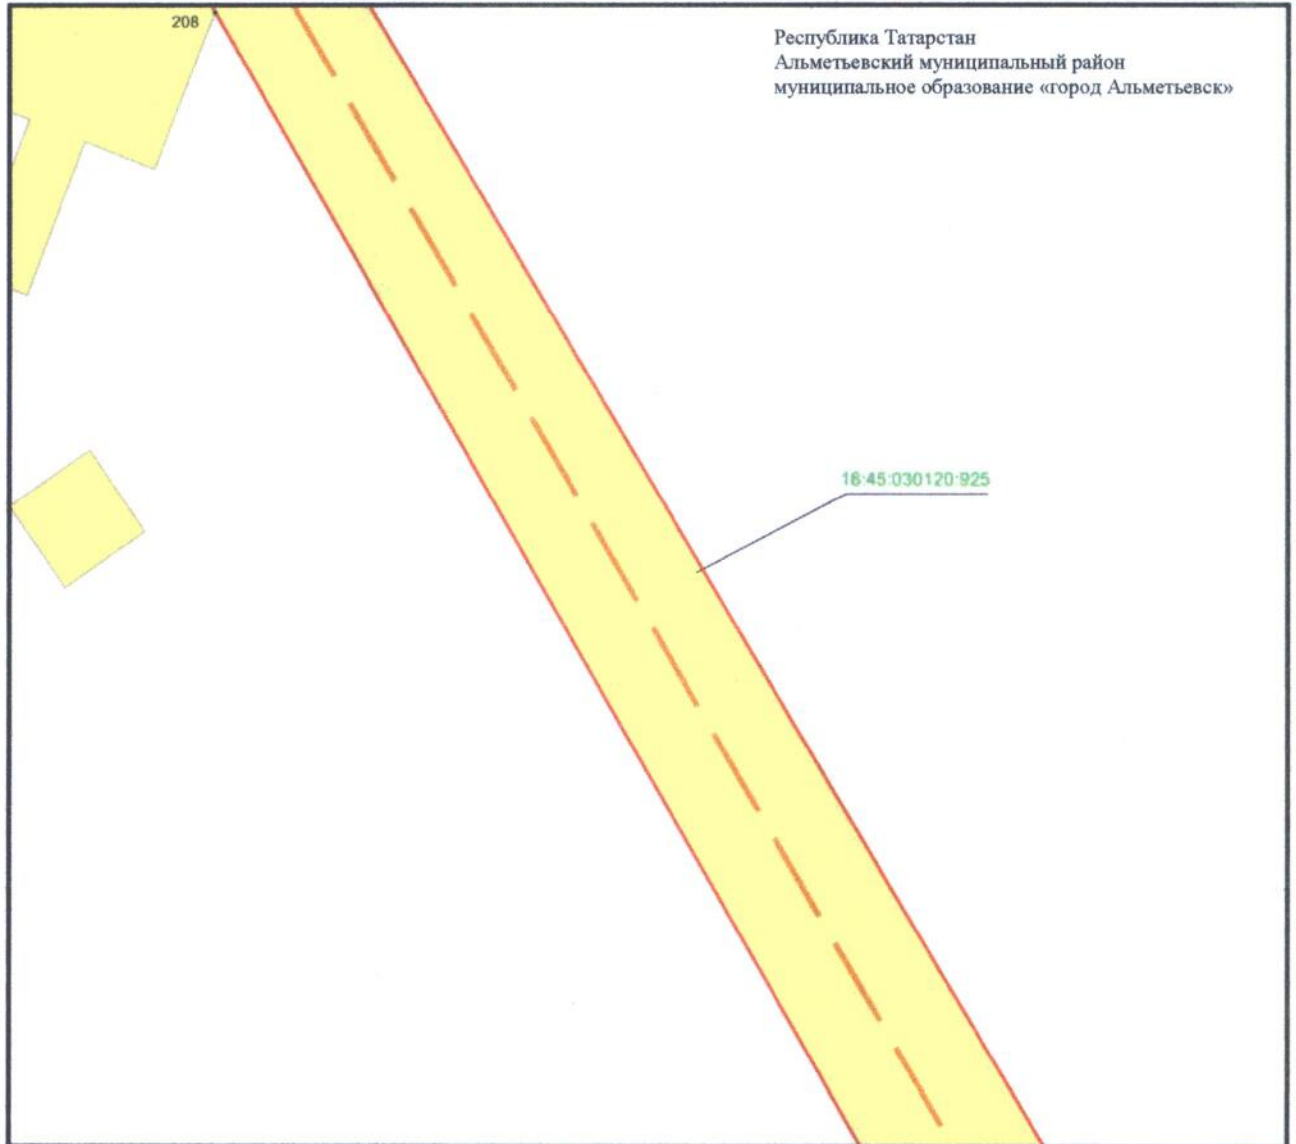 208
Республика Татарстан
Альметьевский муниципальный район
муниципальное образование «город Альметьевск»
16:45:030120:925